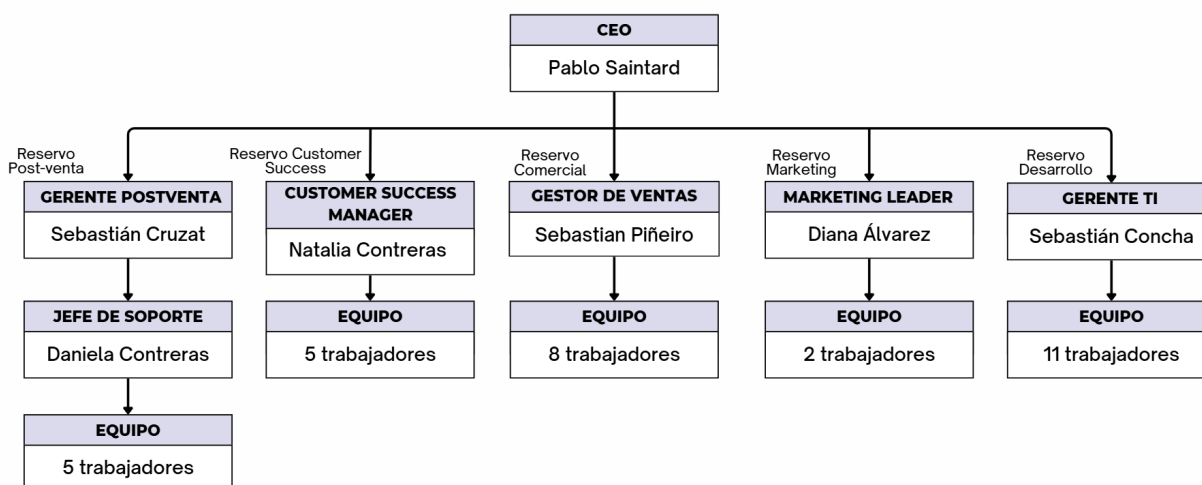 CEO
Pablo Saintard
Reservo
Post-venta
GERENTE POSTVENTA
Sebastián Cruzat
JEFE DE SOPORTE
Daniela Contreras
EQUIPO
5 trabajadores
Reservo Customer
Success
CUSTOMER SUCCESS
MANAGER
Natalia Contreras
EQUIPO
5 trabajadores
Reservo
Comercial
GESTOR DE VENTAS
Sebastian Piñeiro
EQUIPO
8 trabajadores
Reservo
Marketing
MARKETING LEADER
Diana Álvarez
EQUIPO
2 trabajadores
Reservo
Desarrollo
GERENTE TI
Sebastián Concha
EQUIPO
11 trabajadores